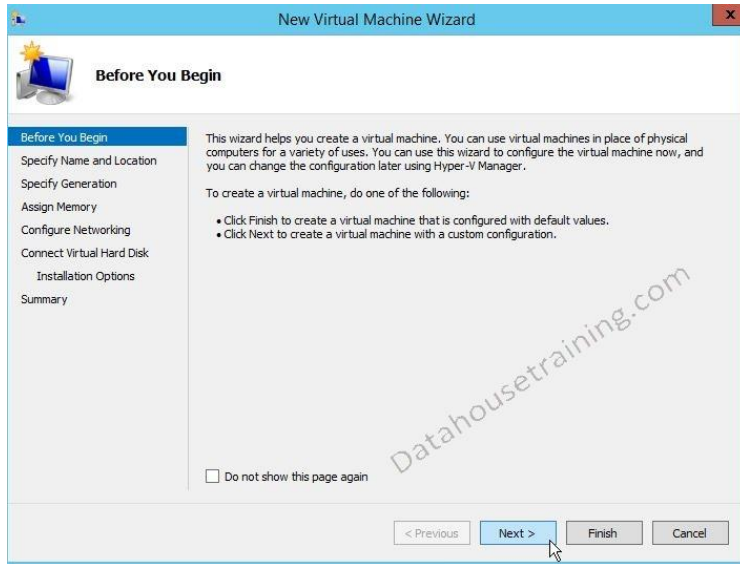 New Virtual Machine Wizard
x
Before You Begin
Before You Begin
Specify Name and Location
Specify Generation
Assign Memory
Configure Networking
Connect Virtual Hard Disk
Installation Options
Summary
This wizard helps you create a virtual machine. You can use virtual machines in place of physical
computers for a variety of uses. You can use this wizard to configure the virtual machine now, and
you can change the configuration later using Hyper-V Manager.
To create a virtual machine, do one of the following:
• Click Finish to create a virtual machine that is configured with default values.
• Click Next to create a virtual machine with a custom configuration.
Datahousetraining.com
Do not show this page again
< Previous
Next >
Finish
Cancel